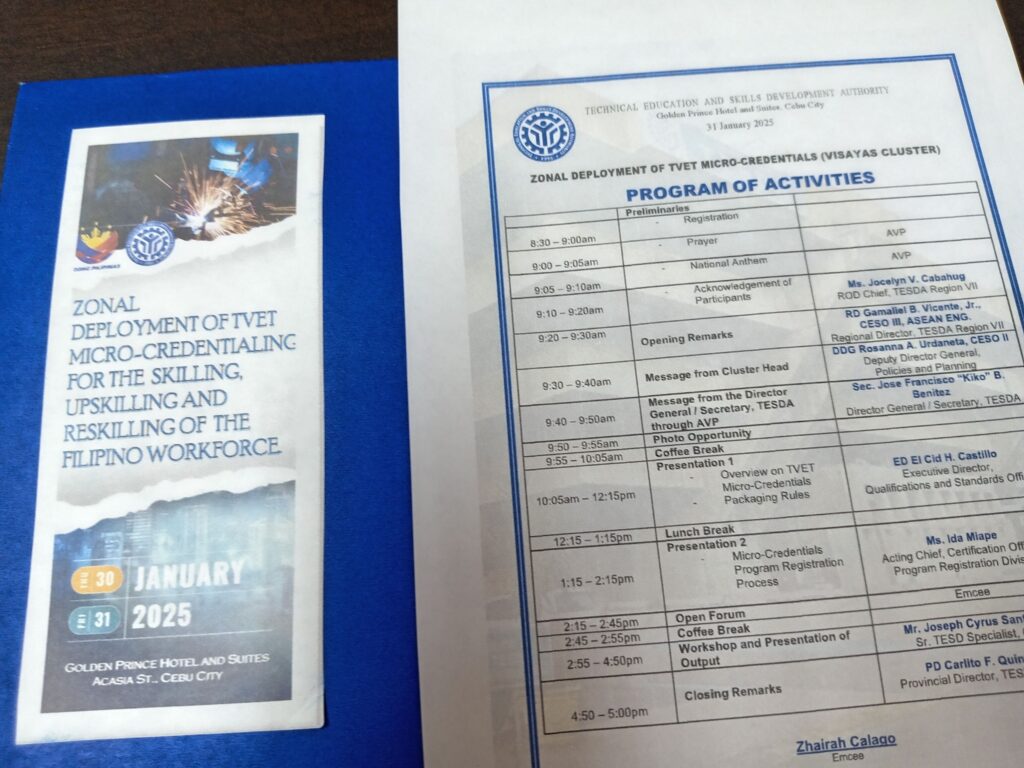 BAGONG PILIPINAS
ZONAL
DEPLOYMENT OF TVET
MICRO-CREDENTIALING
FOR THE SKILLING,
UPSKILLING AND
RESKILLING OF THE
FILIPINO WORKFORCE
THU 30
FRI 31
JANUARY
2025
GOLDEN PRINCE HOTEL AND SUITES
ACASIA ST., CEBU CITY
TECHNICAL EDUCATION AND SKILLS DEVELOPMENT AUTHORITY
Golden Prince Hotel and Suites, Cebu City
31 January 2025
ZONAL DEPLOYMENT OF TVET MICRO-CREDENTIALS (VISAYAS CLUSTER)
PROGRAM OF ACTIVITIES
Preliminaries
8:30 – 9:00am - Registration
9:00 – 9:05am - Prayer AVP
9:05 – 9:10am - National Anthem AVP
9:10 – 9:20am - Acknowledgement of Participants Ms. Jocelyn V. Cabahug
ROD Chief, TESDA Region VII
9:20 – 9:30am Opening Remarks RD Gamaliel B. Vicente, Jr.,
CESO III, ASEAN ENG.
Regional Director, TESDA Region VII
9:30 – 9:40am Message from Cluster Head DDG Rosanna A. Urdaneta, CESO II
Deputy Director General,
Policies and Planning
9:40 – 9:50am Message from the Director
General / Secretary, TESDA
through AVP
Sec. Jose Francisco "Kiko" B.
Benitez
Director General / Secretary, TESDA
9:50 – 9:55am Photo Opportunity
9:55 – 10:05am Coffee Break
10:05am – 12:15pm Presentation 1
- Overview on TVET
Micro-Credentials
- Packaging Rules
ED El Cid H. Castillo
Executive Director,
Qualifications and Standards Offi
12:15 – 1:15pm Lunch Break
1:15 – 2:15pm Presentation 2
- Micro-Credentials
Program Registration
Process
Ms. Ida Miape
Acting Chief, Certification Offi
Program Registration Divis
2:15 – 2:45pm Open Forum Emcee
2:45 – 2:55pm Coffee Break
2:55 – 4:50pm Workshop and Presentation of
Output
Mr. Joseph Cyrus San
Sr. TESD Specialist,
4:50 – 5:00pm Closing Remarks PD Carlito F. Quin
Provincial Director, TES
Zhairah Calago
Emcee